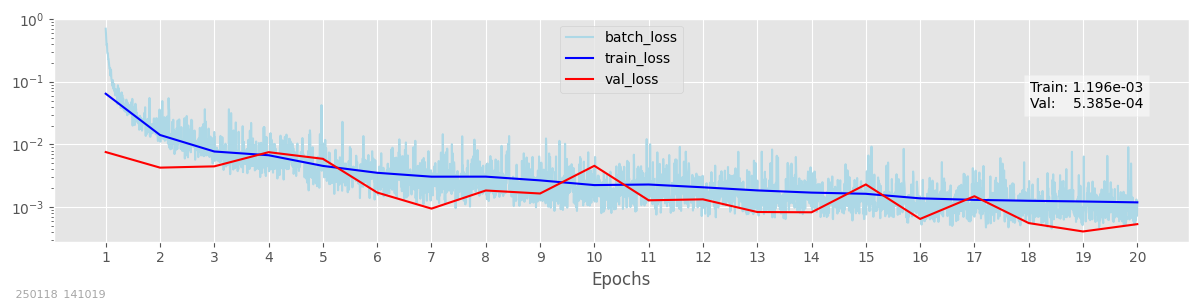 10⁰
10⁻¹
10⁻²
10⁻³
batch_loss
train_loss
val_loss
Train: 1.196e-03
Val: 5.385e-04
1 2 3 4 5 6 7 8 9 10 11 12 13 14 15 16 17 18 19 20
Epochs
250118_141019